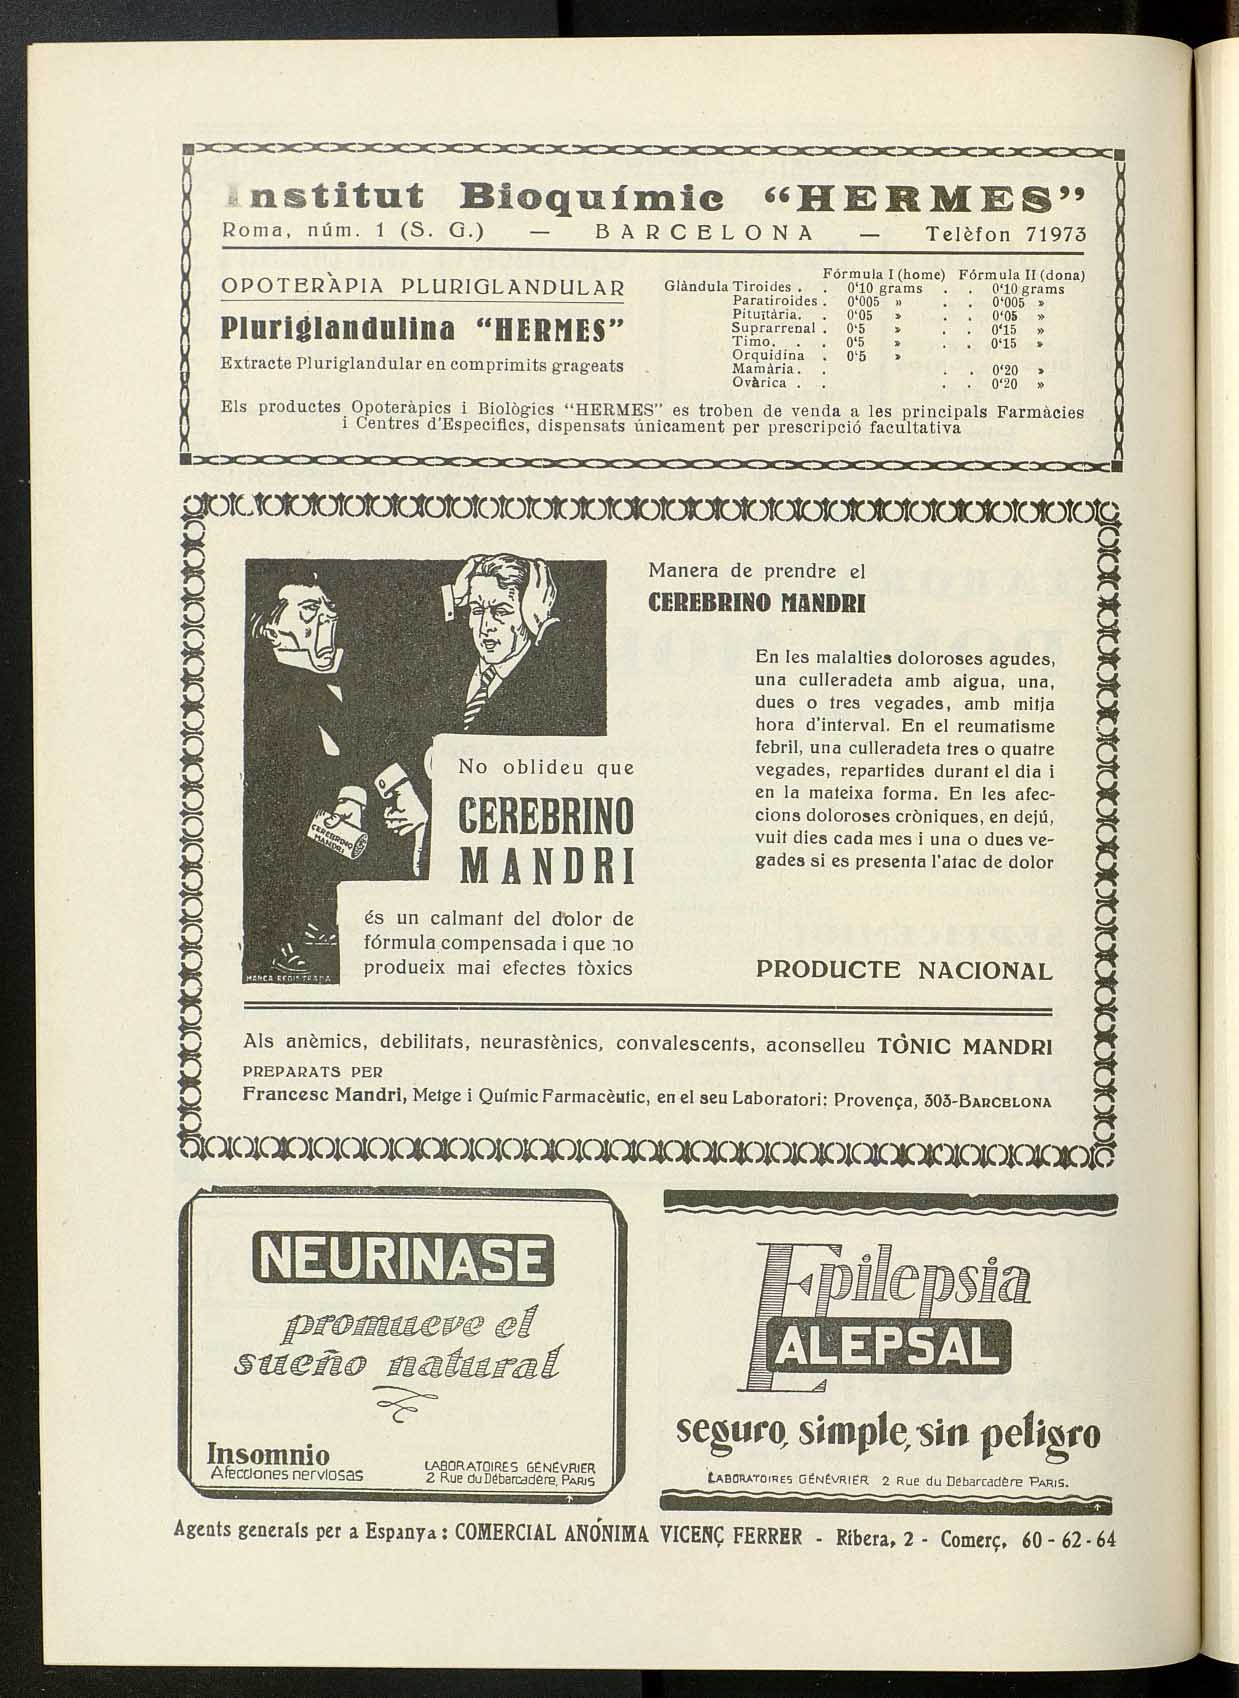 Institut Bioquímic “HERMES”
Roma, núm. 1 (S. G.) — BARCELONA — Telèfon 71973
OPOTERÀPIA PLURIGLANDULAR
Pluriglandulina “HERMES”
Extracte Pluriglandular en comprimits grageats
Fórmula I (home) Fórmula II (dona)
Glàndula Tiroides . . 0‘10 grams . . 0‘10 grams
Paratiroides . 0‘005 » . . 0‘005 »
Pituïtària. . 0‘05 » . . 0‘05 »
Suprarrenal . 0‘5 » . . 0‘15 »
Timo. . . 0‘5 » . . 0‘15 »
Orquidina . 0‘5 »
Mamària. . . . 0‘20 »
Ovàrica . . . . 0‘20 »
Els productes Opoteràpics i Biològics “HERMES” es troben de venda a les principals Farmàcies
i Centres d'Especifics, dispensats únicament per prescripció facultativa
CEREBRINO
MANDRI
MARCA REGISTRADA
No oblideu que
CEREBRINO
MANDRI
és un calmant del dolor de
fórmula compensada i que no
produeix mai efectes tòxics
Manera de prendre el
CEREBRINO MANDRI
En les malalties doloroses agudes,
una culleradeta amb aigua, una,
dues o tres vegades, amb mitja
hora d'interval. En el reumatisme
febril, una culleradeta tres o quatre
vegades, repartides durant el dia i
en la mateixa forma. En les afec-
cions doloroses cròniques, en dejú,
vuit dies cada mes i una o dues ve-
gades si es presenta l'atac de dolor
PRODUCTE NACIONAL
Als anèmics, debilitats, neurastènics, convalescents, aconselleu TÒNIC MANDRI
PREPARATS PER
Francesc Mandri, Metge i Químic Farmacèutic, en el seu Laboratori: Provença, 303-BARCELONA
NEURINASE
promueve el
sueño natural
Insomnio
Afecciones nerviosas
LABORATOIRES GÉNÉVRIER
2 Rue du Débarcadère, PARIS
Epilepsia
ALEPSAL
seguro, simple, sin peligro
LABORATOIRES GÉNÉVRIER 2 Rue du Débarcadère PARIS.
Agents generals per a Espanya: COMERCIAL ANÓNIMA VICENÇ FERRER - Ribera, 2 - Comerç, 60-62-64